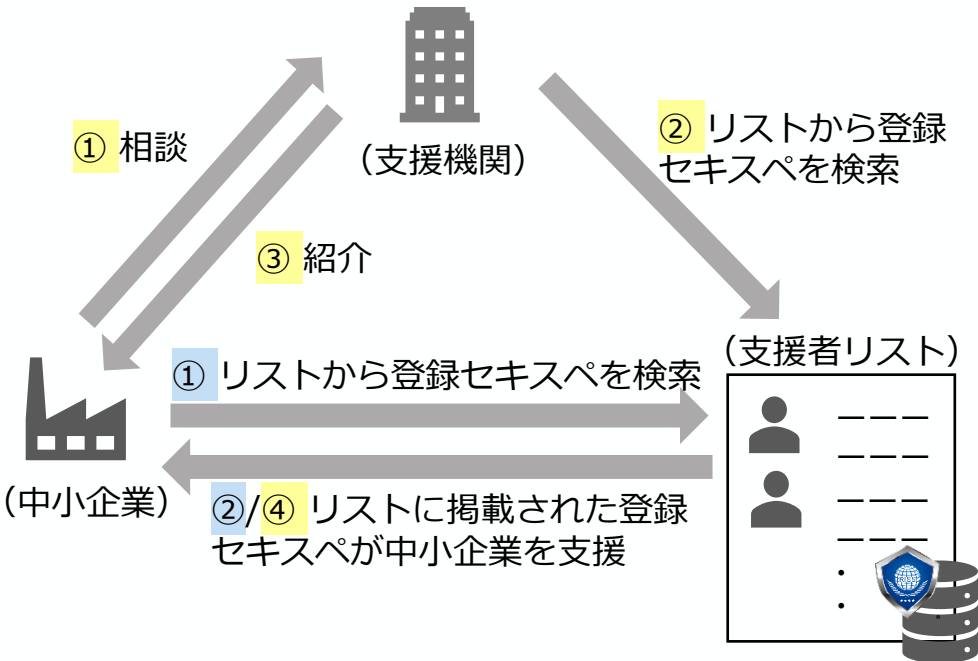 ① 相談
（支援機関）
② リストから登録
セキスペを検索
③ 紹介
（支援者リスト）
① リストから登録セキスペを検索
（中小企業）
②/④ リストに掲載された登録
セキスペが中小企業を支援